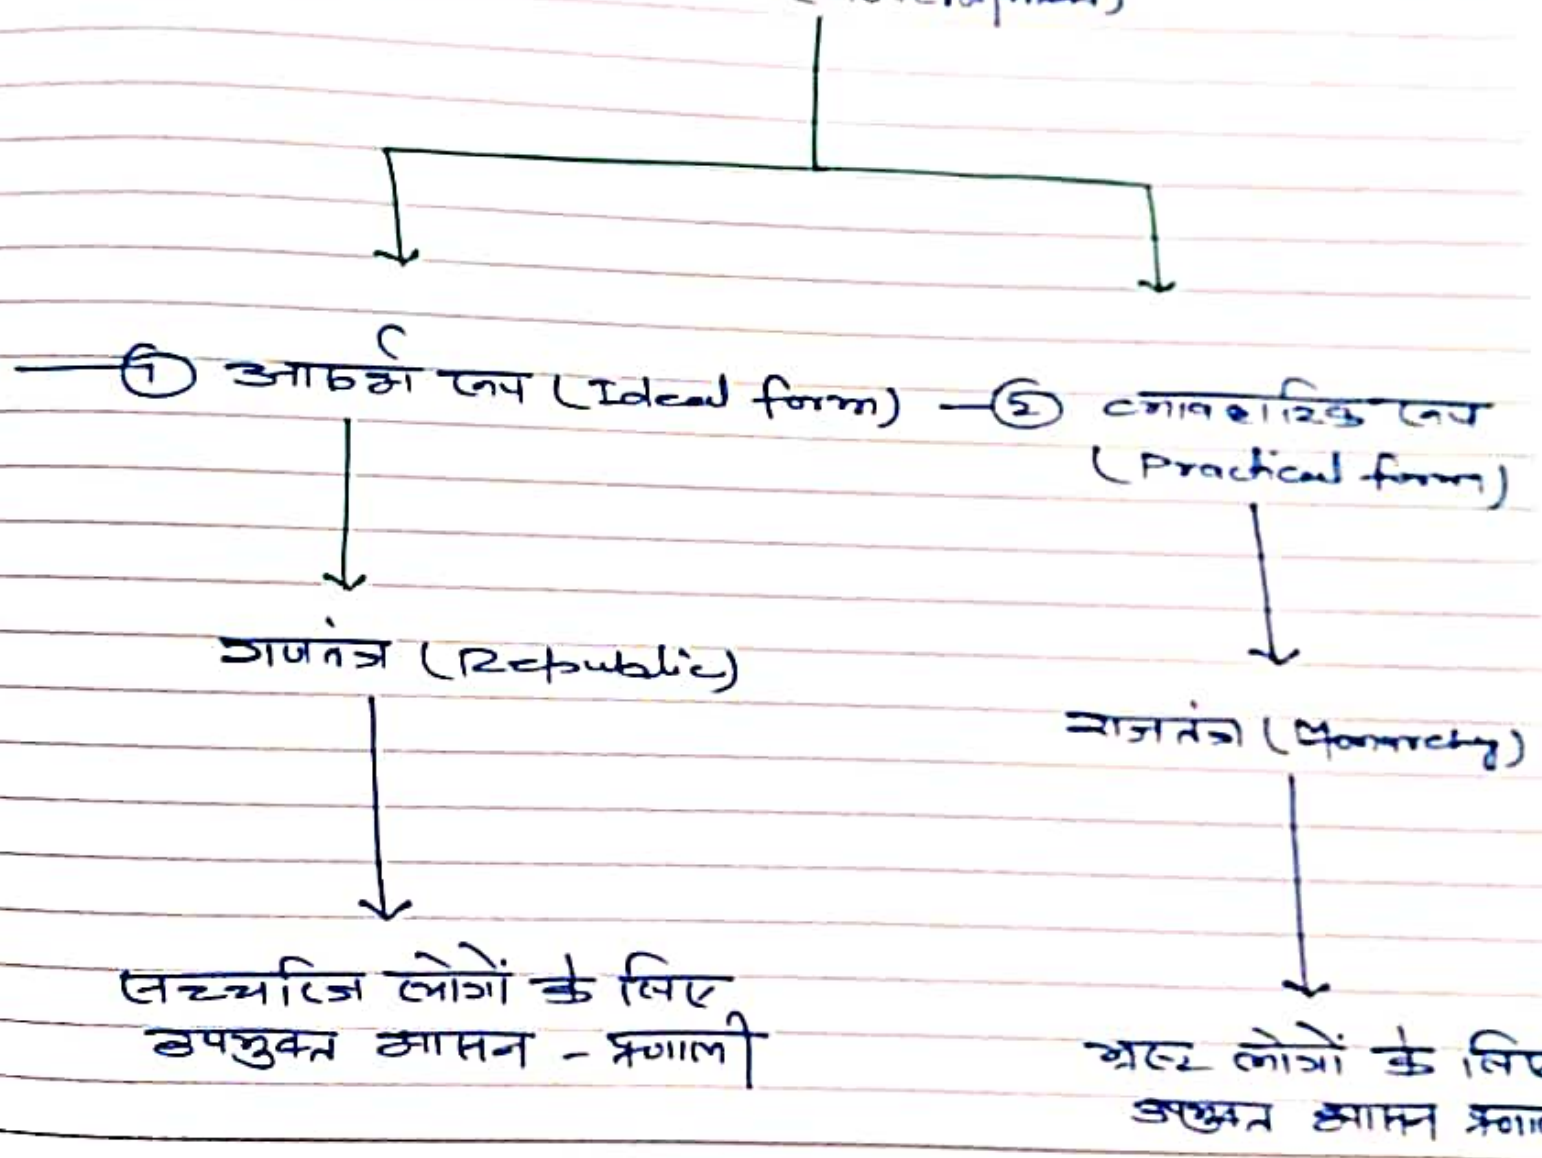 ① आदर्श रूप (Ideal form)
② व्यावहारिक रूप
(Practical form)
गणतंत्र (Republic)
राजतंत्र (Monarchy)
सच्चरित्र लोगों के लिए
उपयुक्त शासन - प्रणाली
भ्रष्ट लोगों के लिए
उपयुक्त शासन